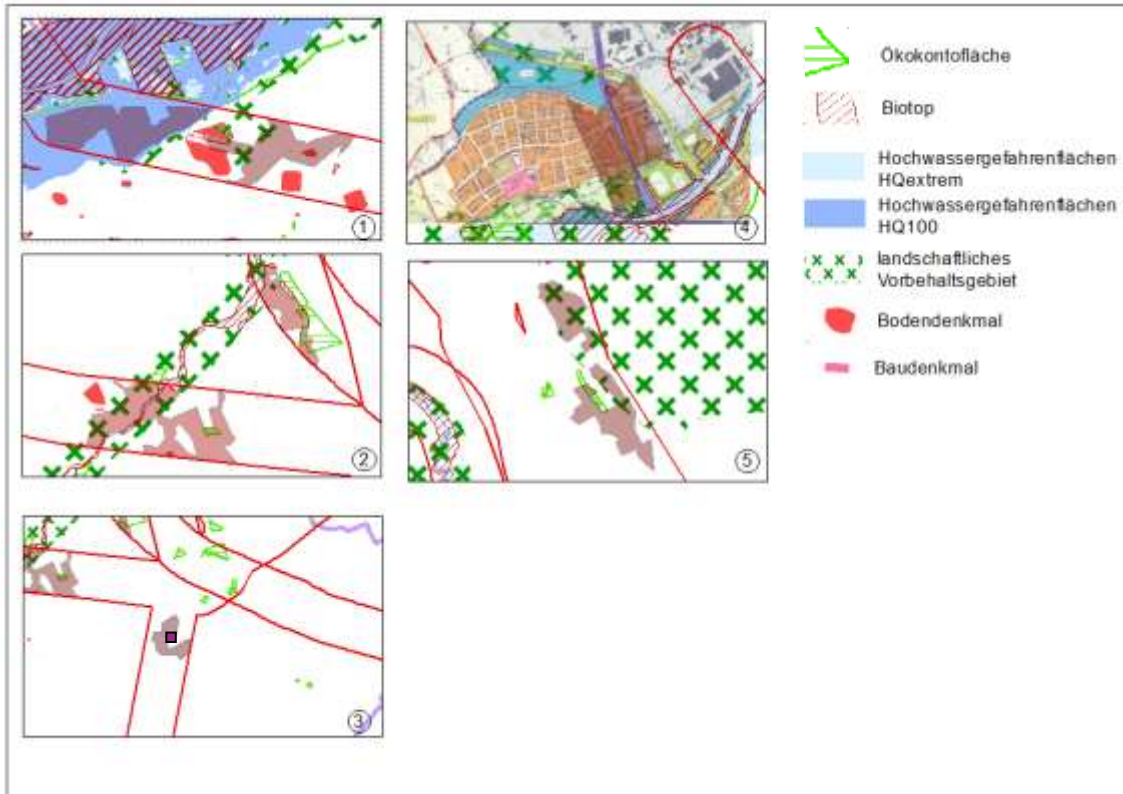 1
4
2
5
3
Ökokontofläche
Biotop
Hochwassergefahrenflächen
HQextrem
Hochwassergefahrenflächen
HQ100
landschaftliches
Vorbehaltsgebiet
Bodendenkmal
Baudenkmal